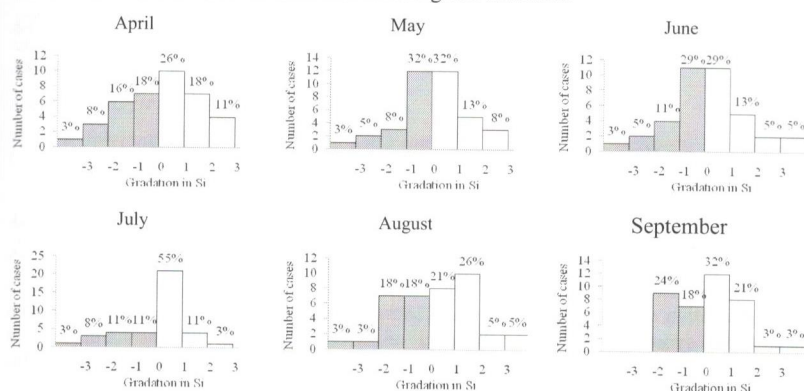 April
Number of cases
12
10
8
6
4
2
0
3% 8% 16% 18% 26% 18% 11%
-3 -2 -1 0 1 2 3
Gradation in Si
May
Number of cases
14
12
10
8
6
4
2
0
3% 5% 8% 32% 32% 13% 8%
-3 -2 -1 0 1 2 3
Gradation in Si
June
Number of cases
12
10
8
6
4
2
0
3% 5% 11% 29% 29% 13% 5% 5%
-3 -2 -1 0 1 2 3
Gradation in Si
July
Number of cases
25
20
15
10
5
0
3% 8% 11% 11% 55% 11% 3%
-3 -2 -1 0 1 2 3
Gradation in Si
August
Number of cases
12
10
8
6
4
2
0
3% 3% 18% 18% 21% 26% 5% 5%
-3 -2 -1 0 1 2 3
Gradation in Si
September
Number of cases
14
12
10
8
6
4
2
0
24% 18% 32% 21% 3% 3%
-3 -2 -1 0 1 2 3
Gradation in Si